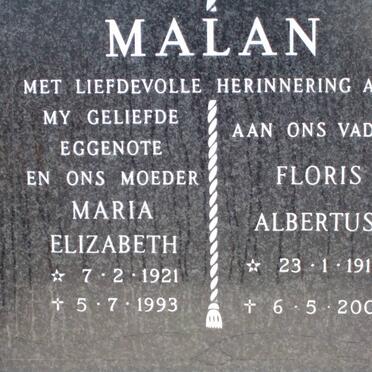 MALAN
MET LIEFDEVOLLE HERINNERING A
MY GELIEFDE
EGGENOTE
EN ONS MOEDER
MARIA
ELIZABETH
☆ 7·2·1921
✝ 5·7·1993
AAN ONS VAD
FLORIS
ALBERTUS
☆ 23·1·191
✝ 6·5·200